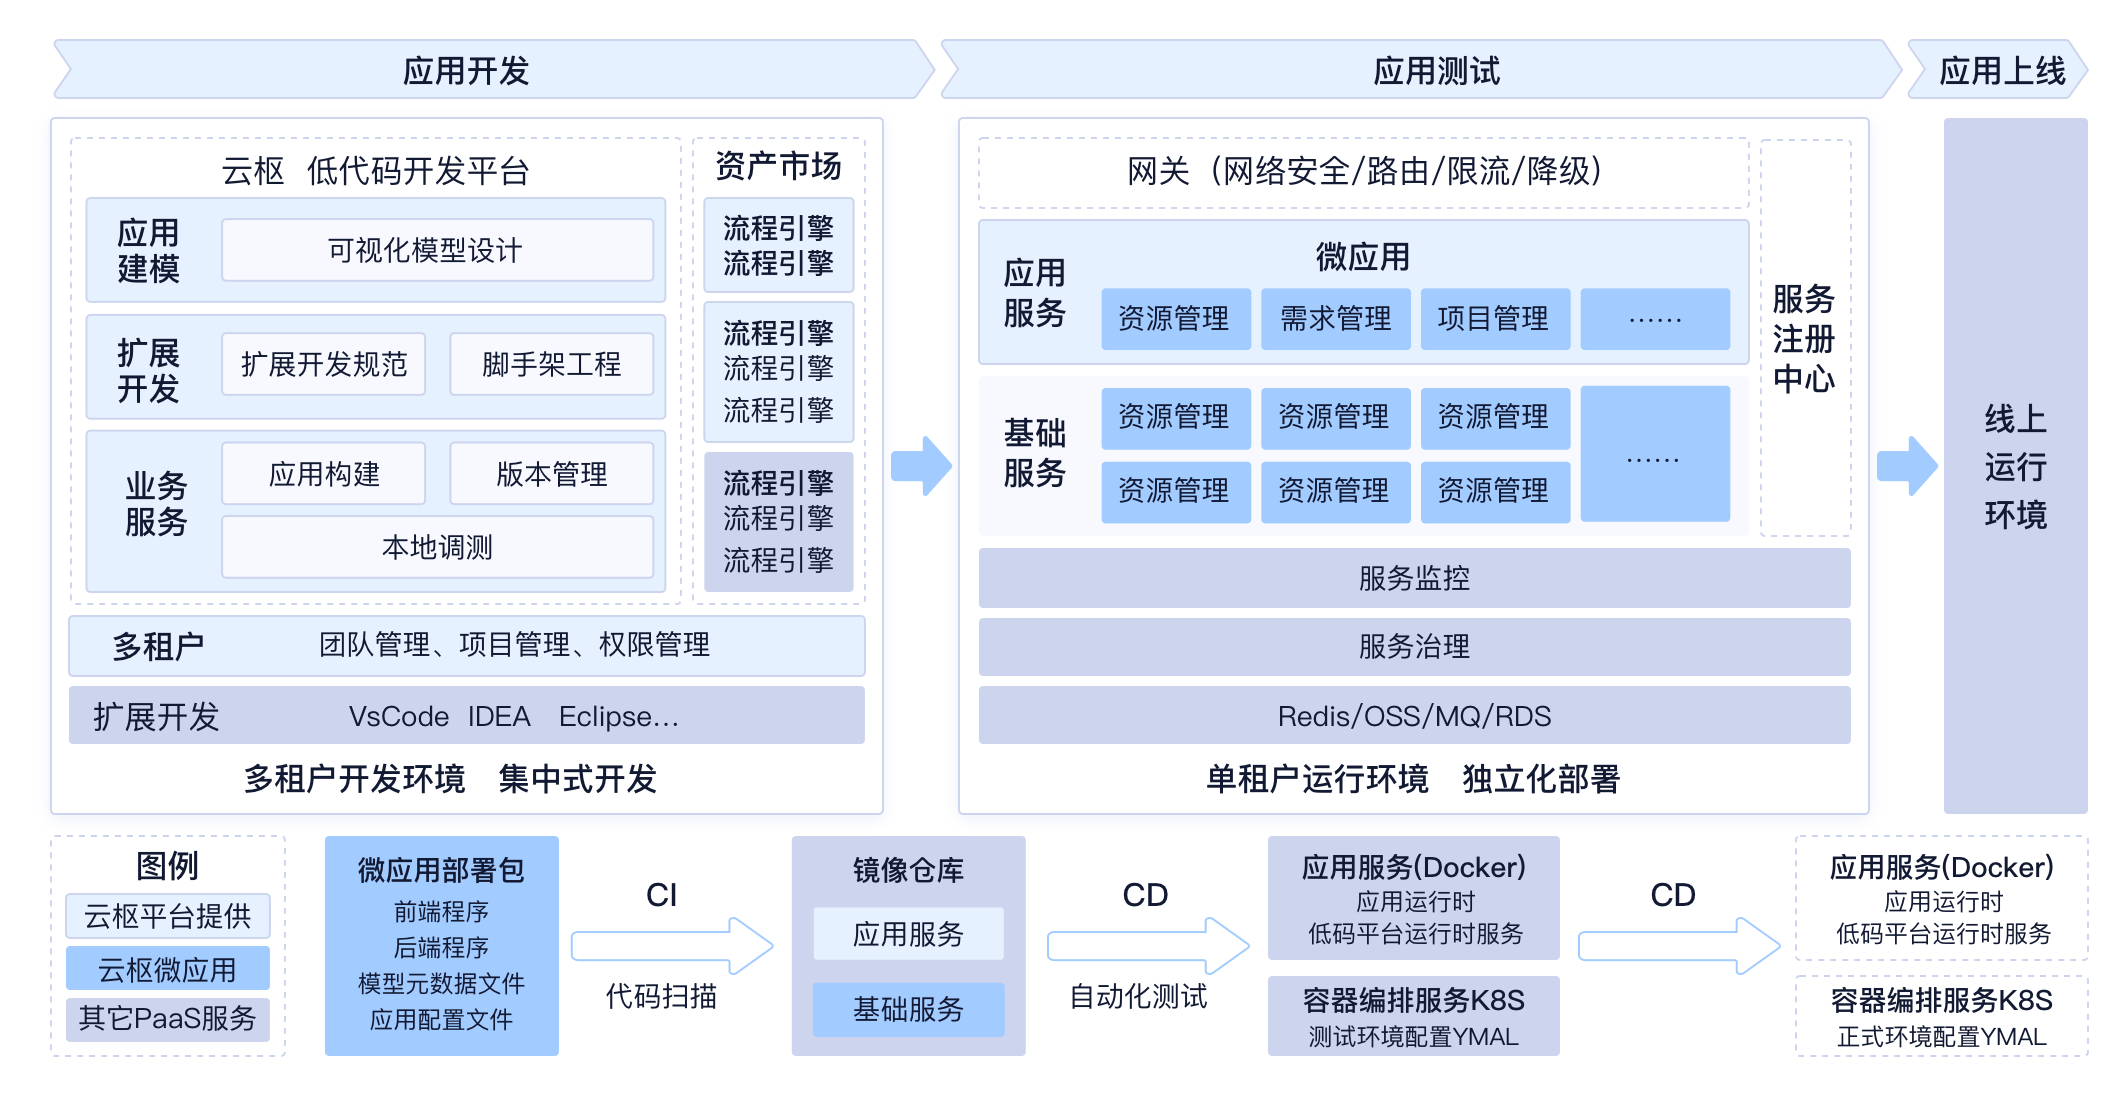 应用开发
应用测试
应用上线
云枢 低代码开发平台
应用
建模
可视化模型设计
扩展
开发
扩展开发规范
脚手架工程
业务
服务
应用构建
版本管理
本地调测
资产市场
流程引擎
流程引擎
流程引擎
流程引擎
流程引擎
流程引擎
流程引擎
流程引擎
多租户
团队管理、项目管理、权限管理
扩展开发
VsCode IDEA Eclipse...
多租户开发环境 集中式开发
网关（网络安全/路由/限流/降级）
应用
服务
微应用
资源管理
需求管理
项目管理
······
基础
服务
资源管理
资源管理
资源管理
资源管理
资源管理
资源管理
······
服务
注册
中心
服务监控
服务治理
Redis/OSS/MQ/RDS
单租户运行环境 独立化部署
线上
运行
环境
图例
云枢平台提供
云枢微应用
其它PaaS服务
微应用部署包
前端程序
后端程序
模型元数据文件
应用配置文件
CI
代码扫描
镜像仓库
应用服务
基础服务
CD
自动化测试
应用服务(Docker)
应用运行时
低码平台运行时服务
容器编排服务K8S
测试环境配置YMAL
CD
应用服务(Docker)
应用运行时
低码平台运行时服务
容器编排服务K8S
正式环境配置YMAL